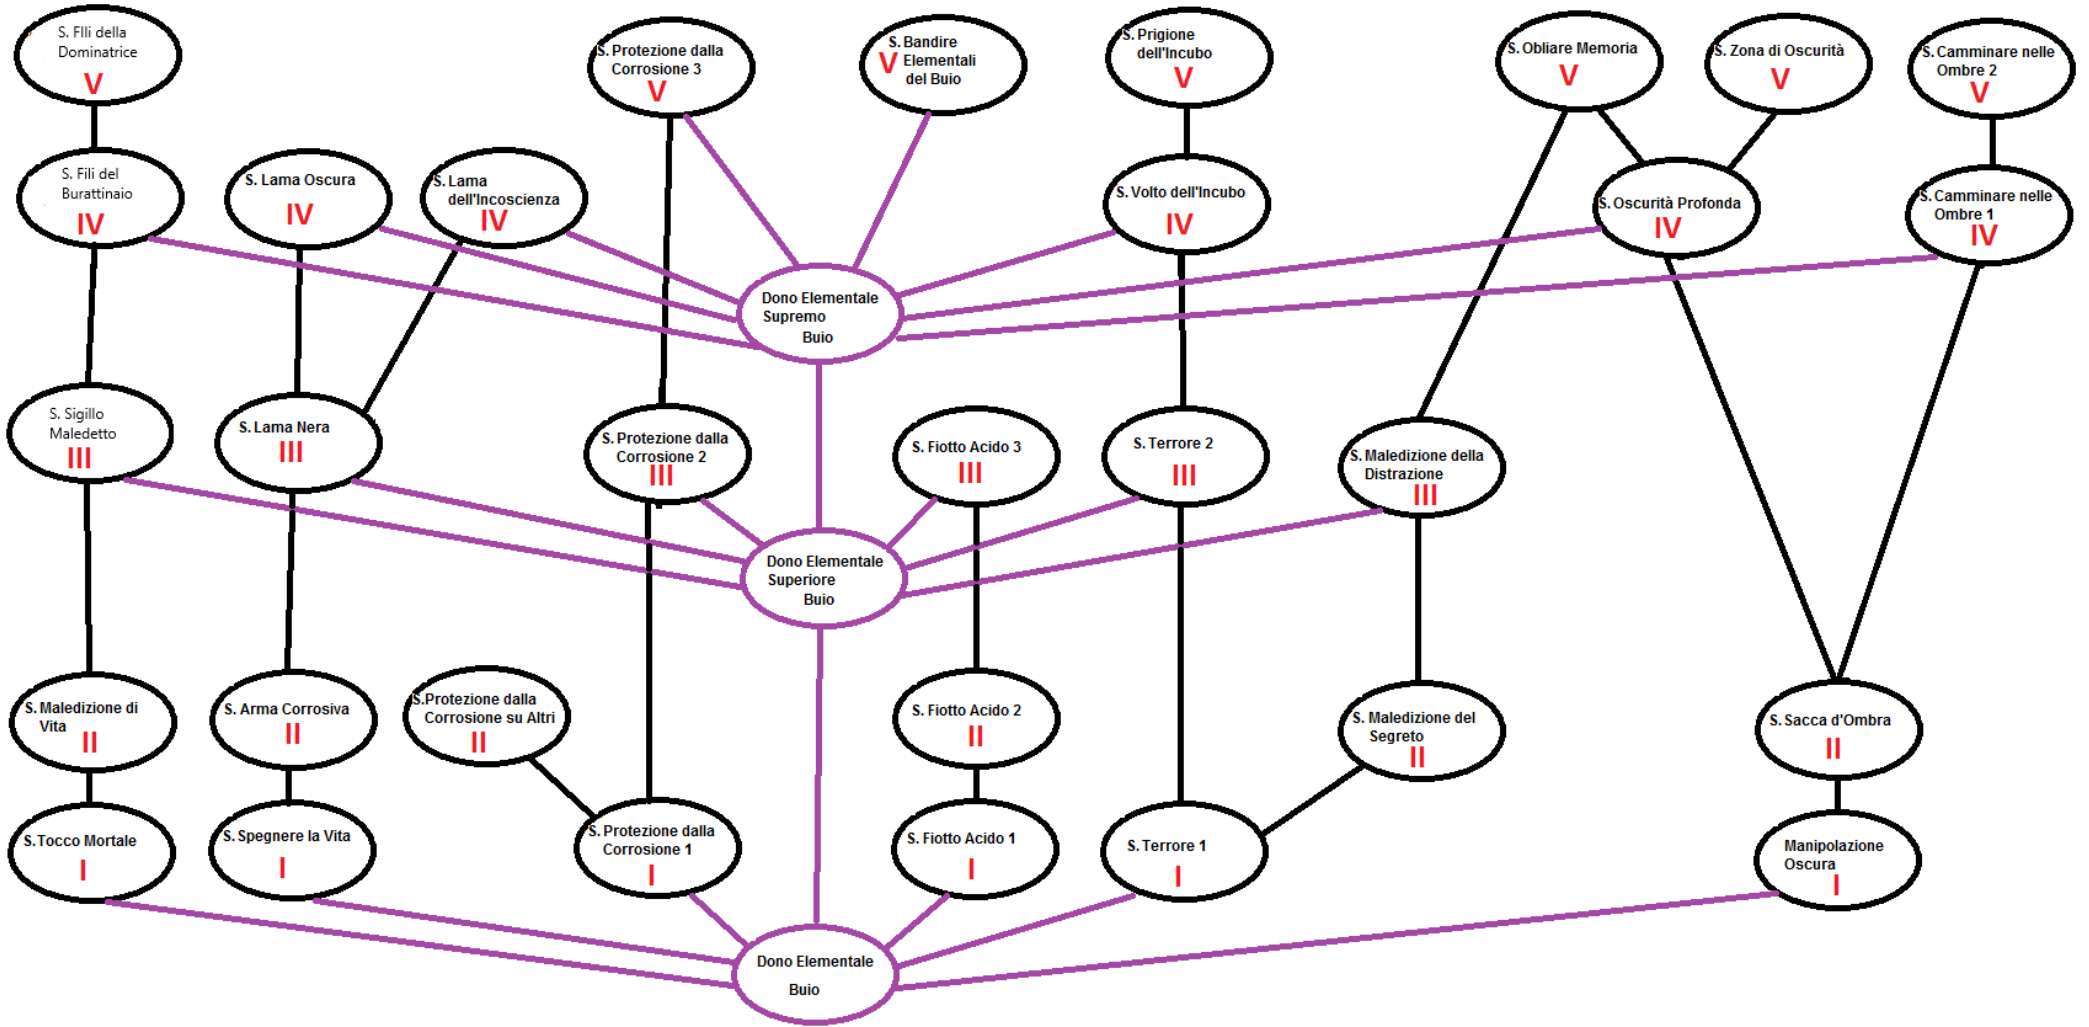 S. FIli della
Dominatrice
V
S. Protezione dalla
Corrosione 3
V
S. Bandire
V Elementali
del Buio
S. Prigione
dell'Incubo
V
S. Obliare Memoria
V
S. Zona di Oscurità
V
S. Camminare nelle
Ombre 2
V
S. Fili del
Burattinaio
IV
S. Lama Oscura
IV
S. Lama
dell'Incoscienza
IV
S. Volto dell'Incubo
IV
S. Oscurità Profonda
IV
S. Camminare nelle
Ombre 1
IV
Dono Elementale
Supremo
Buio
S. Sigillo
Maledetto
III
S. Lama Nera
III
S. Protezione dalla
Corrosione 2
III
S. Fiotto Acido 3
III
S. Terrore 2
III
S. Maledizione della
Distrazione
III
Dono Elementale
Superiore
Buio
S. Maledizione di
Vita
II
S. Arma Corrosiva
II
S. Protezione dalla
Corrosione su Altri
II
S. Fiotto Acido 2
II
S. Maledizione del
Segreto
II
S. Sacca d'Ombra
II
S. Tocco Mortale
I
S. Spegnere la Vita
I
S. Protezione dalla
Corrosione 1
I
S. Fiotto Acido 1
I
S. Terrore 1
I
Manipolazione
Oscura
I
Dono Elementale
Buio